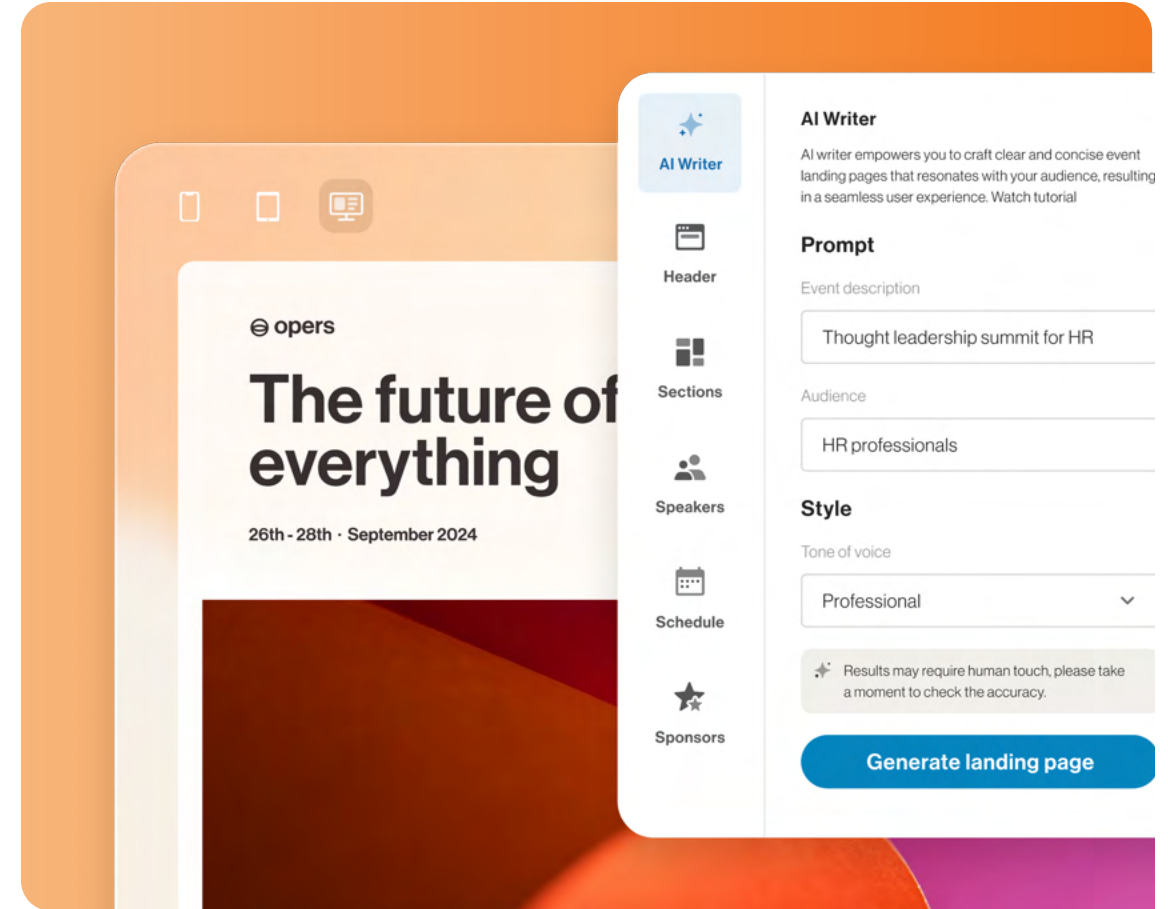 opers
The future of
everything
26th - 28th · September 2024
AI Writer
Header
Sections
Speakers
Schedule
Sponsors
AI Writer
AI writer empowers you to craft clear and concise event
landing pages that resonates with your audience, resulting
in a seamless user experience. Watch tutorial
Prompt
Event description
Thought leadership summit for HR
Audience
HR professionals
Style
Tone of voice
Professional
Results may require human touch, please take
a moment to check the accuracy.
Generate landing page